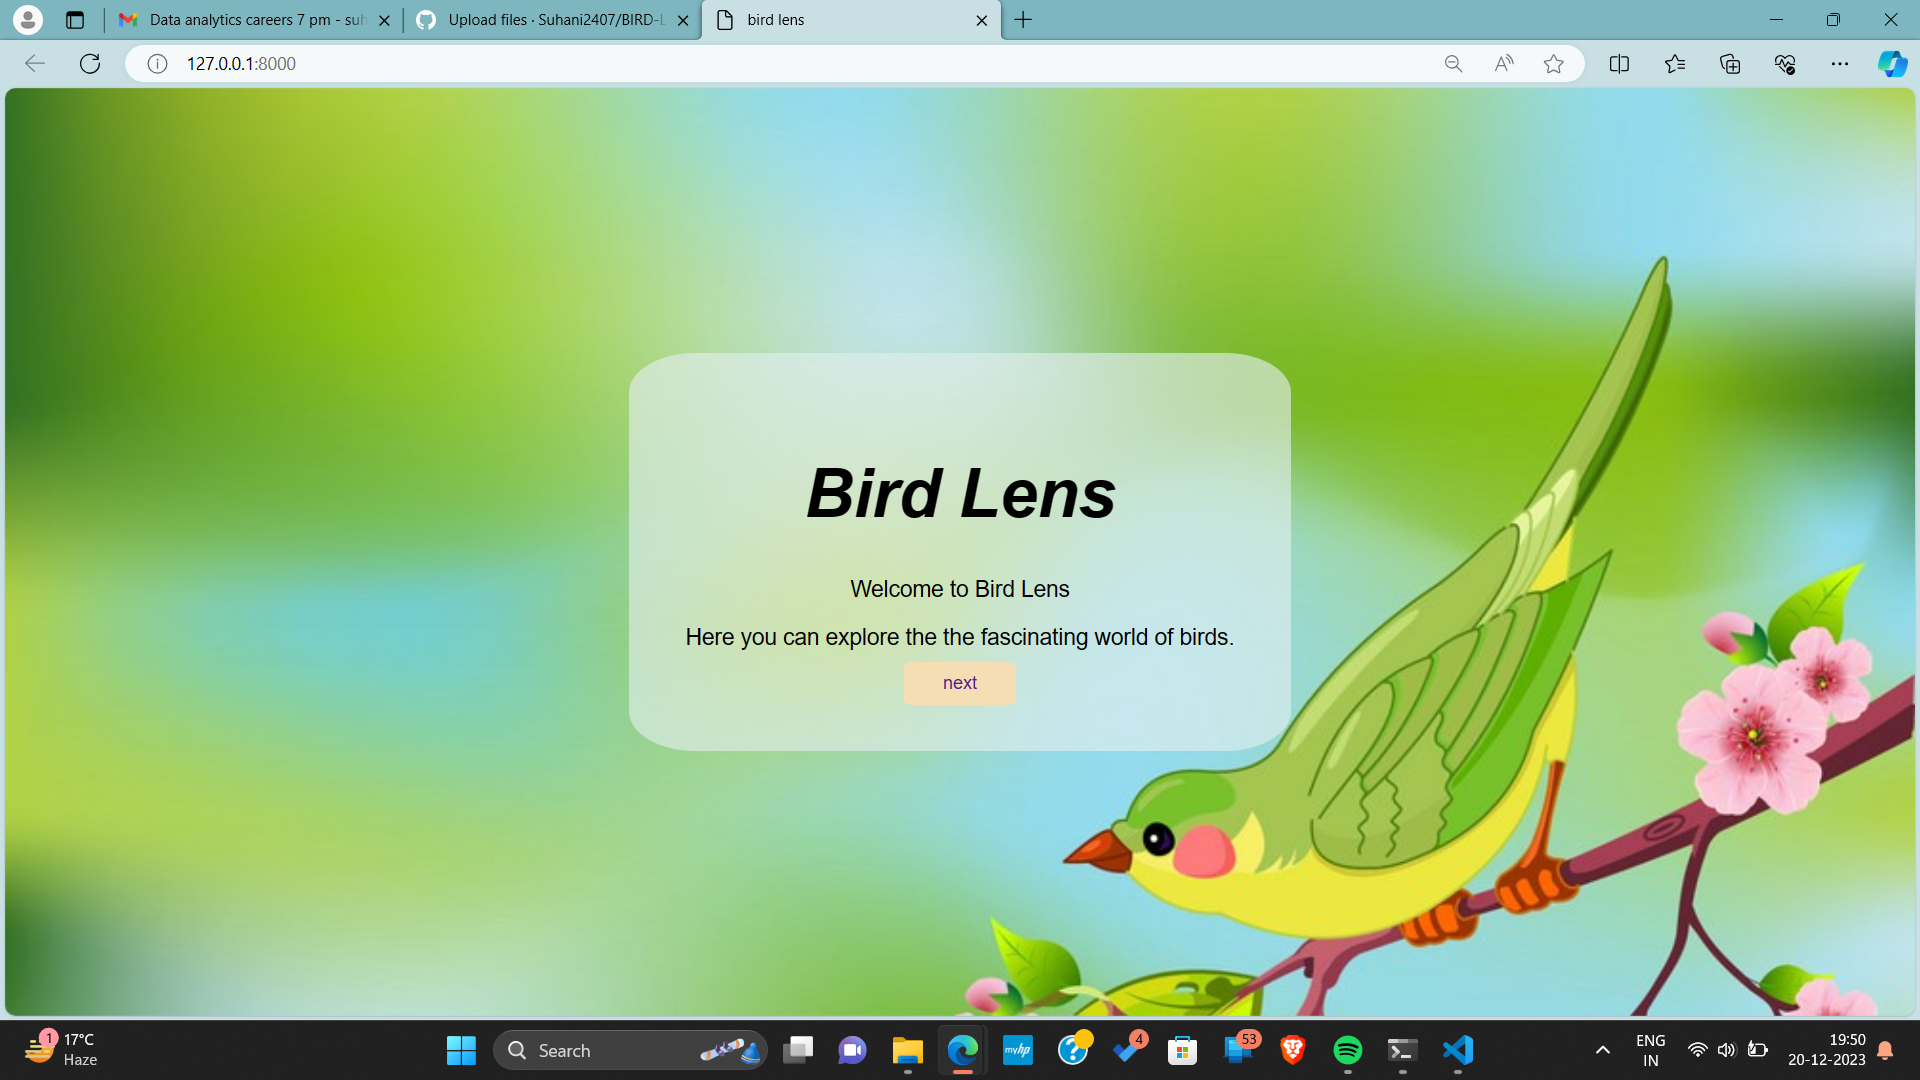 Data analytics careers 7 pm - suh
Upload files · Suhani2407/BIRD-L
bird lens
127.0.0.1:8000
Bird Lens
Welcome to Bird Lens
Here you can explore the the fascinating world of birds.
next
1
17°C
Haze
Search
myhp
4
53
ENG
IN
19:50
20-12-2023